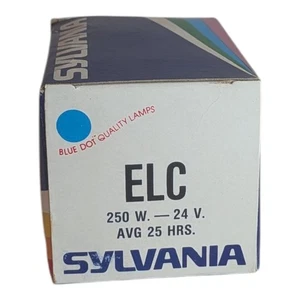 SYLVANIA
BLUE DOT QUALITY LAMPS
ELC
250 W. — 24 V.
AVG 25 HRS.
SYLVANIA